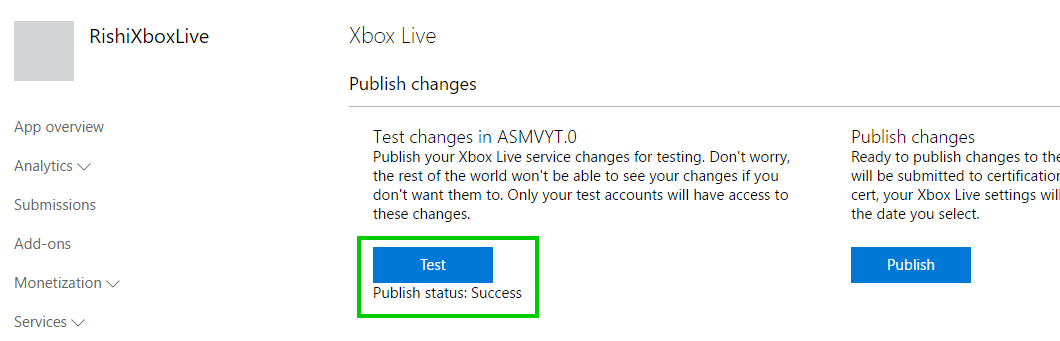 RishiXboxLive
App overview
Analytics
Submissions
Add-ons
Monetization
Services
Xbox Live
Publish changes
Test changes in ASMVYT.0
Publish your Xbox Live service changes for testing. Don't worry,
the rest of the world won't be able to see your changes if you
don't want them to. Only your test accounts will have access to
these changes.
Test
Publish status: Success
Publish changes
Ready to publish changes to the
will be submitted to certification
cert, your Xbox Live settings will
the date you select.
Publish